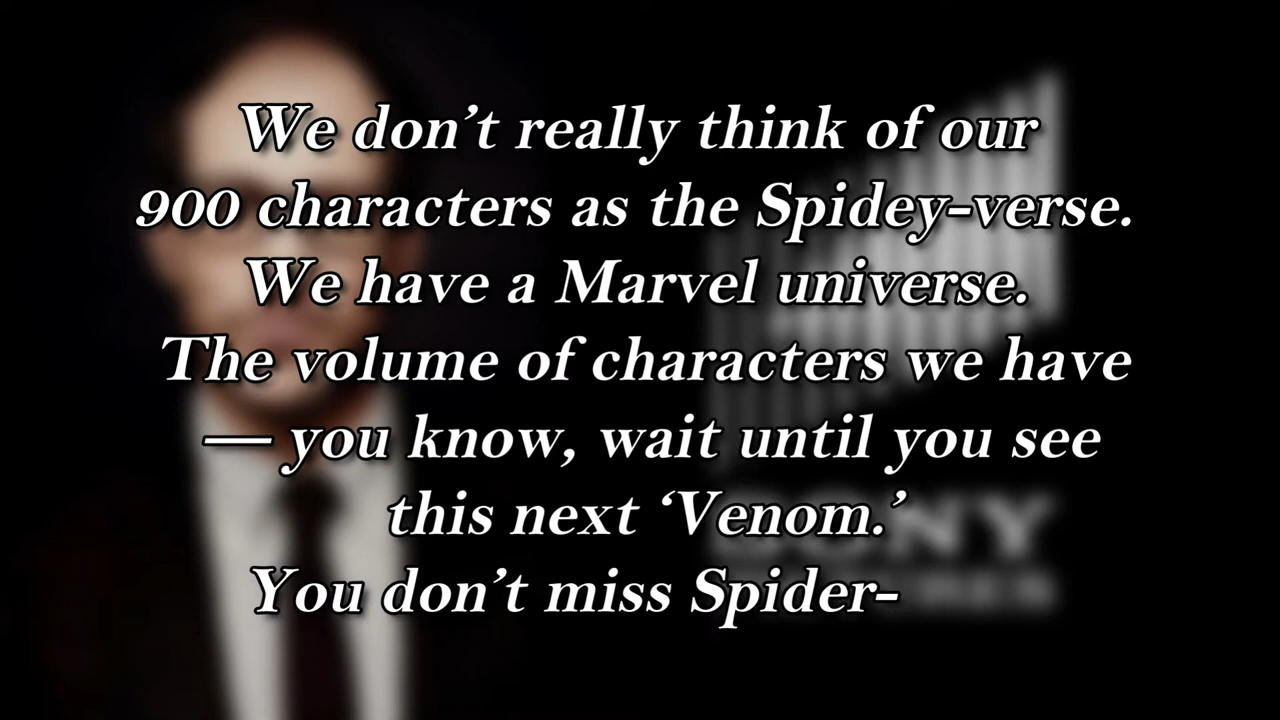 We don’t really think of our
900 characters as the Spidey-verse.
We have a Marvel universe.
The volume of characters we have
— you know, wait until you see
this next ‘Venom.’
You don’t miss Spider-
SONY